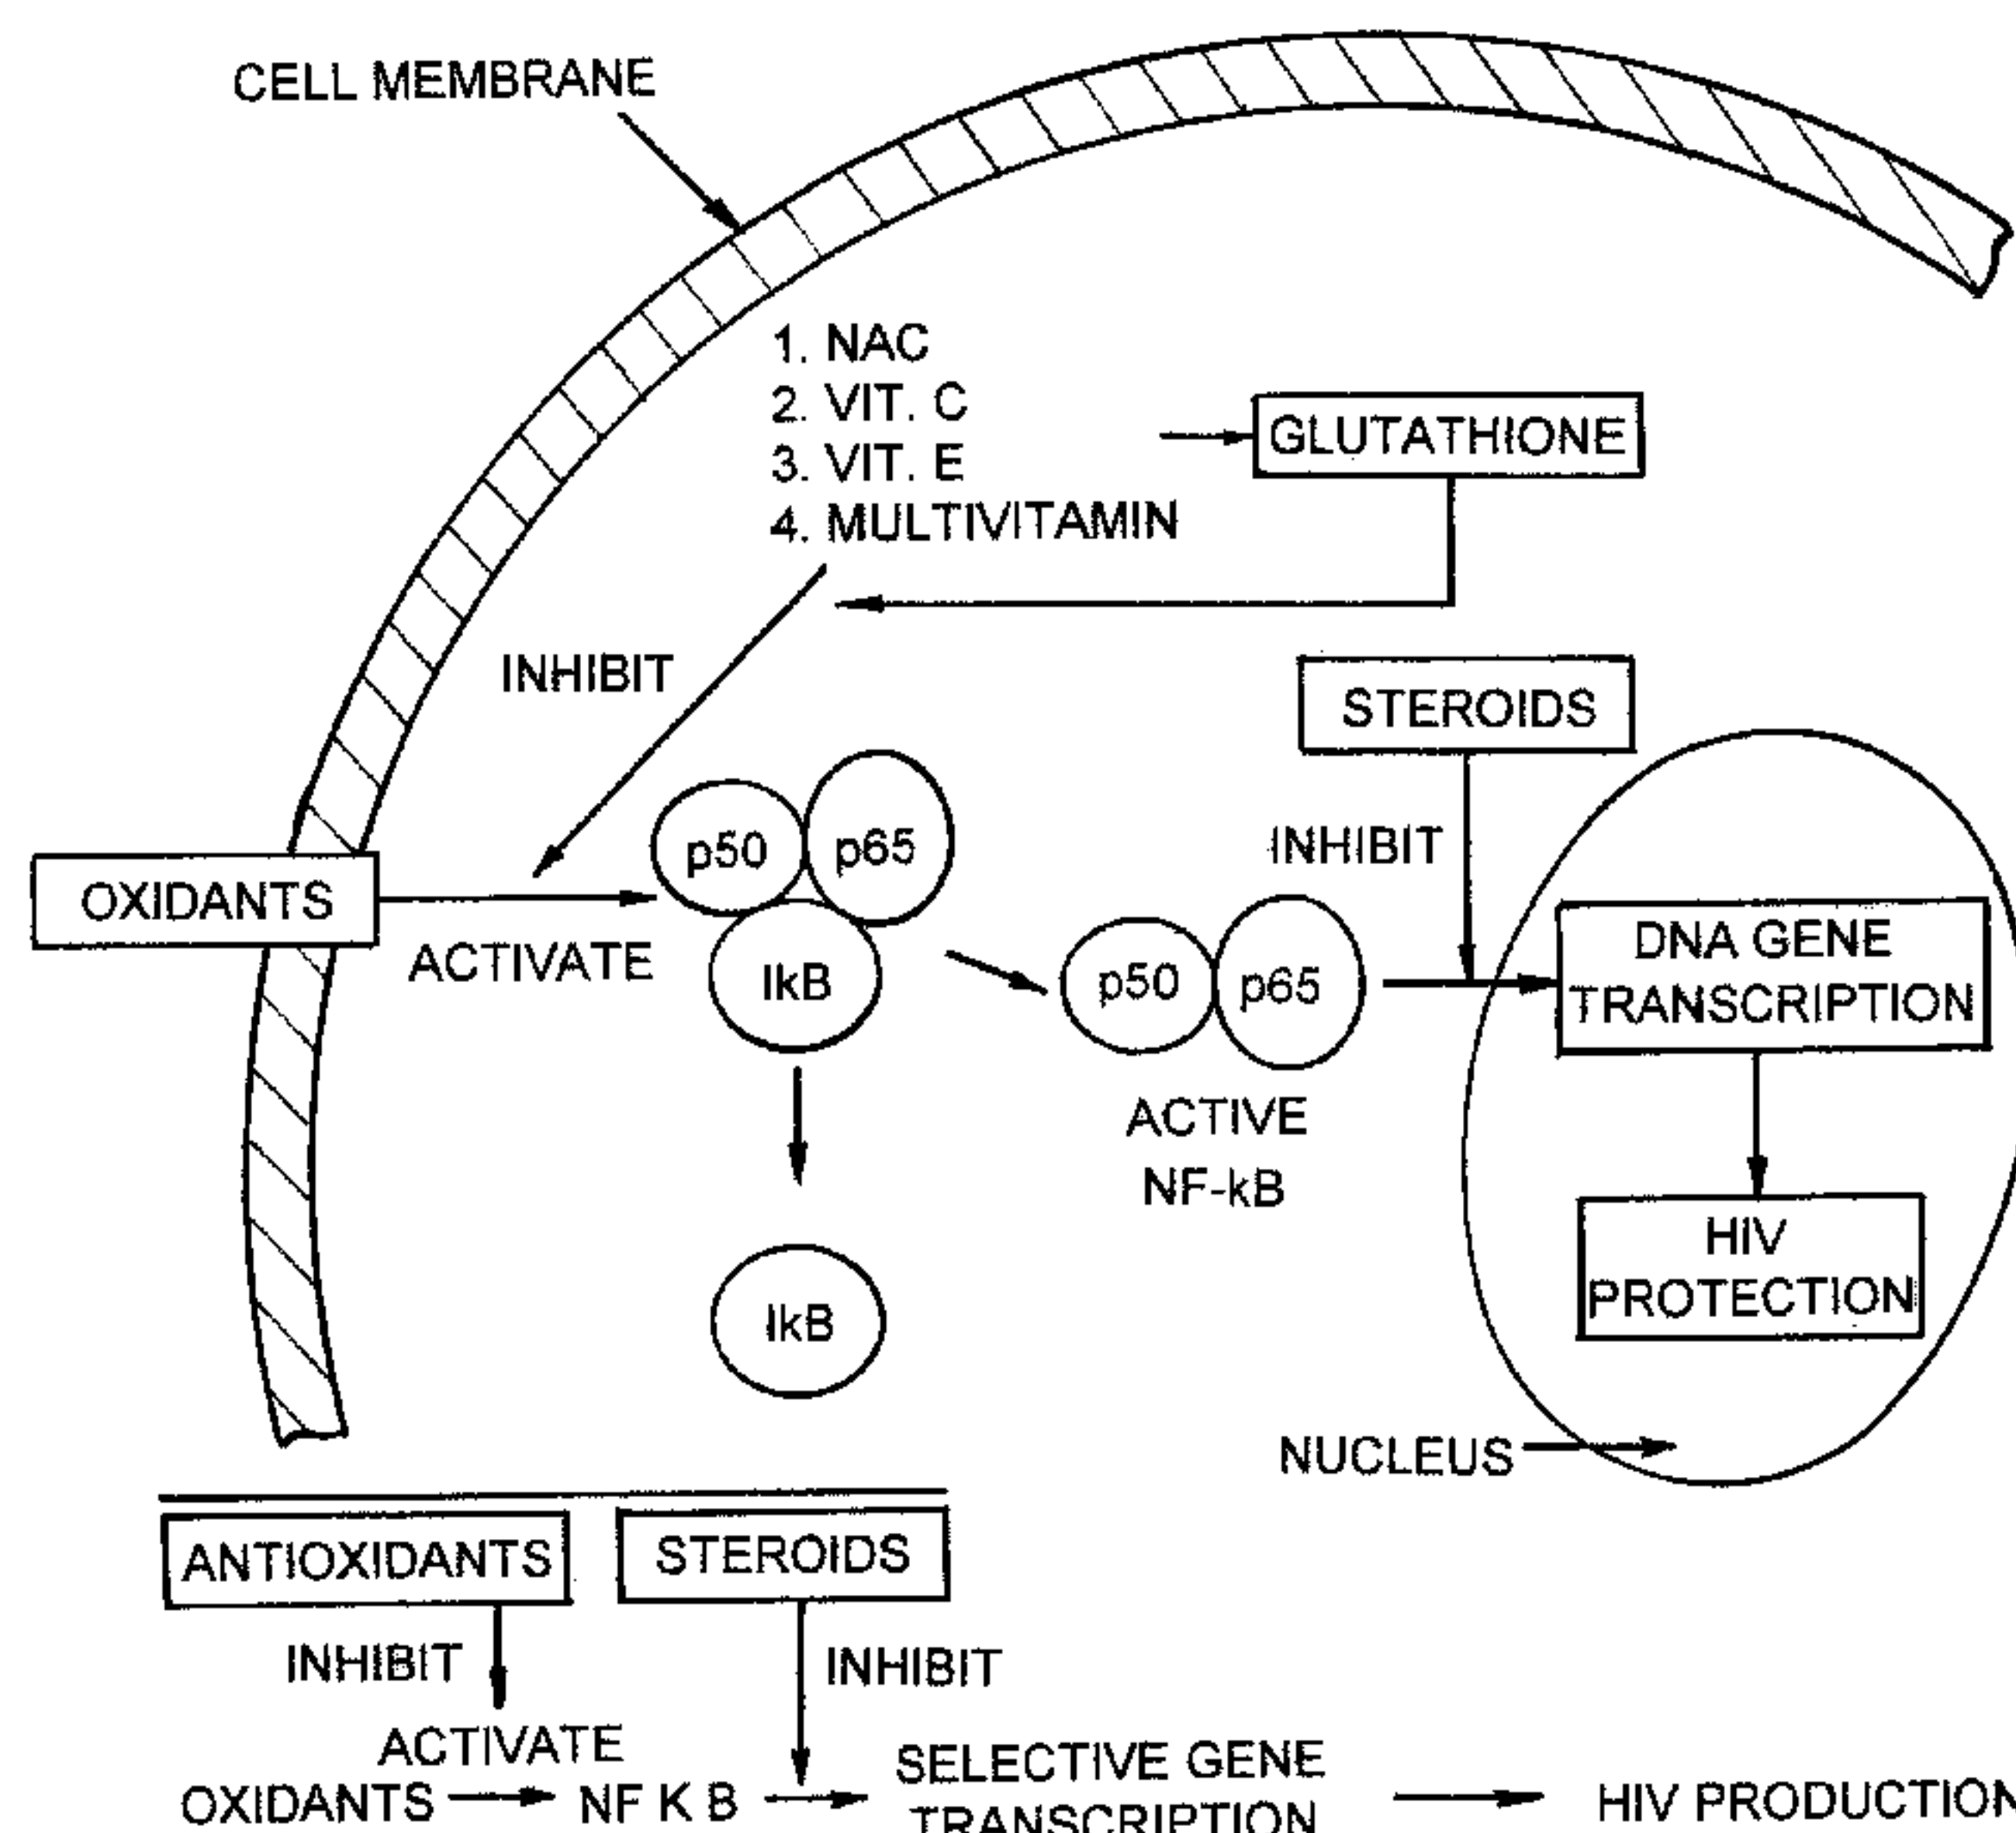 CELL MEMBRANE
1. NAC
2. VIT. C
3. VIT. E
4. MULTIVITAMIN
GLUTATHIONE
INHIBIT
STEROIDS
INHIBIT
OXIDANTS
ACTIVATE
p50
p65
IkB
p50
p65
ACTIVE
NF-kB
DNA GENE
TRANSCRIPTION
HIV
PROTECTION
IkB
NUCLEUS
ANTIOXIDANTS
STEROIDS
INHIBIT
INHIBIT
ACTIVATE
OXIDANTS
NF K B
SELECTIVE GENE
TRANSCRIPTION
HIV PRODUCTION